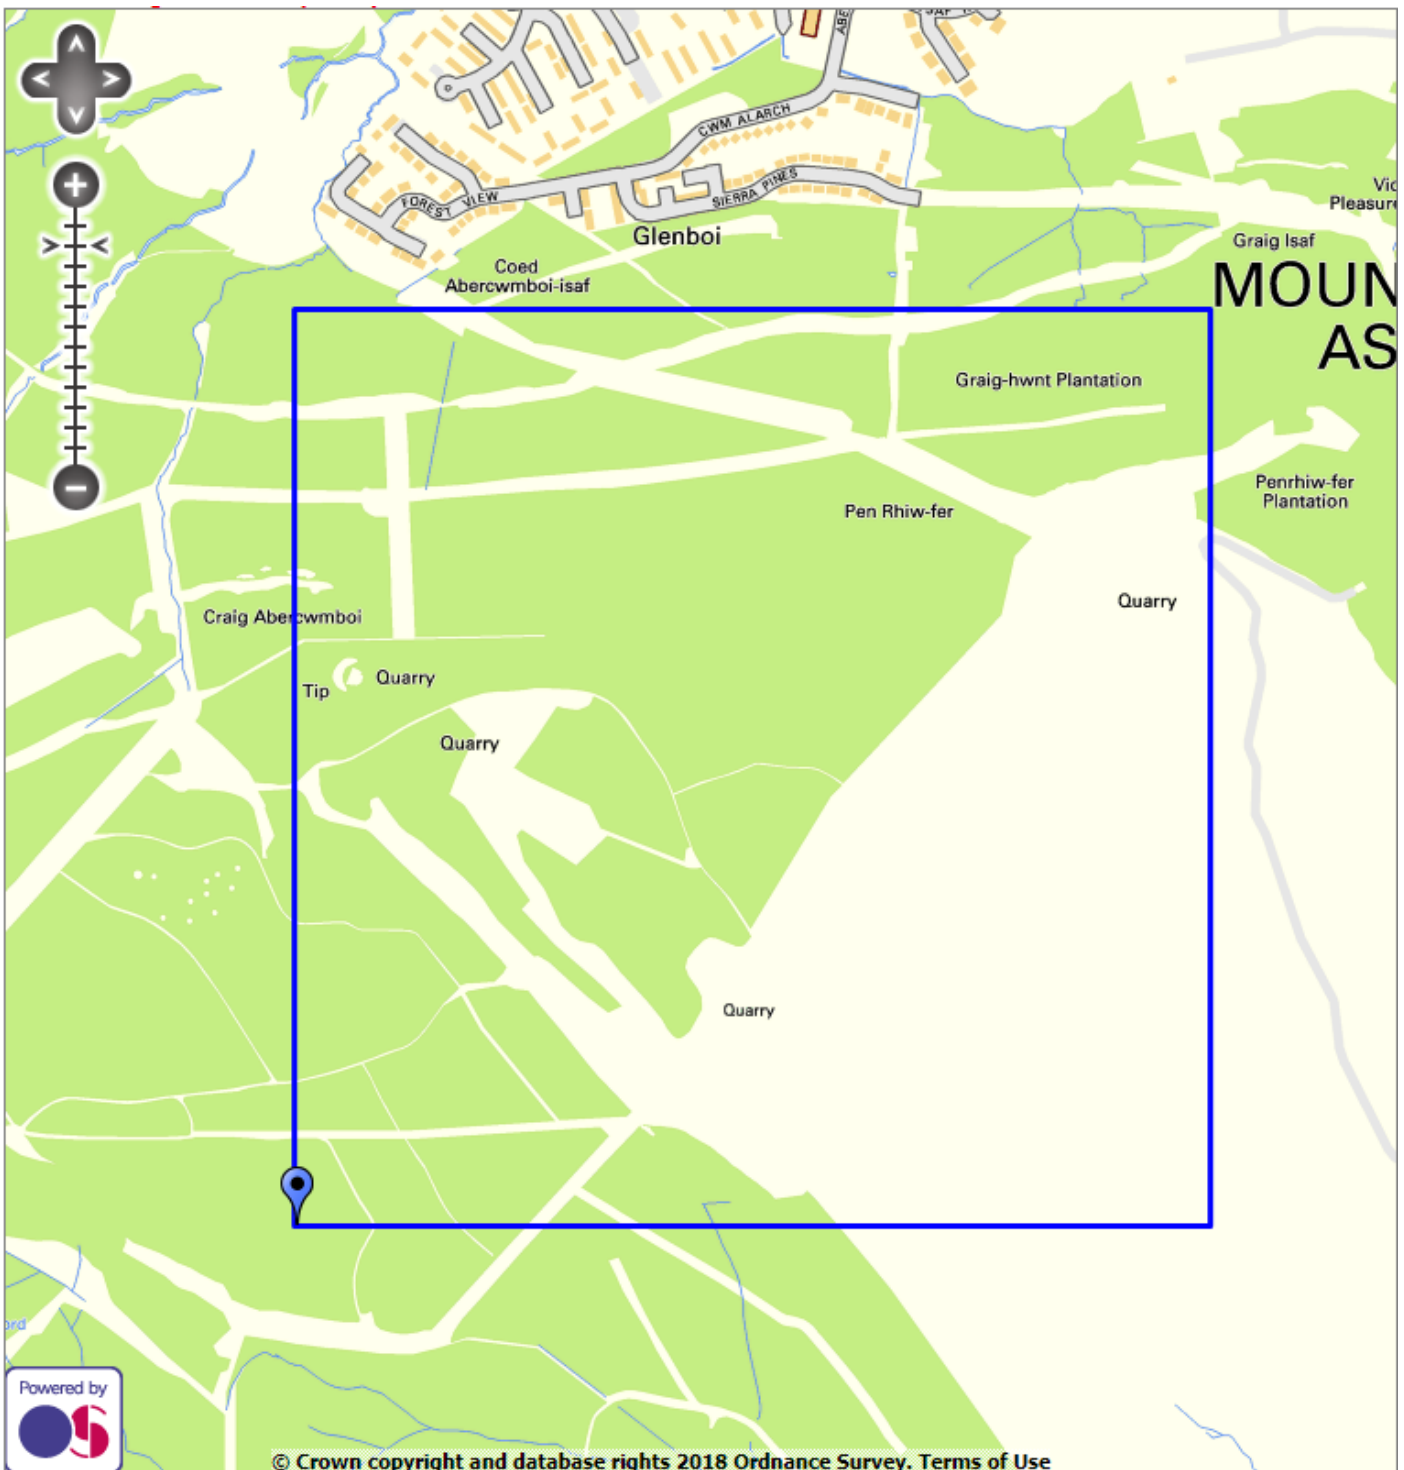 CWM ALARCH
FOREST VIEW
SIERRA PINES
Glenboi
Coed
Abercwmboi-isaf
Pleasure
Graig Isaf
MOUN
AS
Graig-hwnt Plantation
Penrhiw-fer
Plantation
Pen Rhiw-fer
Quarry
Craig Abercwmboi
Quarry
Tip
Quarry
Quarry
Powered by
OS
© Crown copyright and database rights 2018 Ordnance Survey. Terms of Use